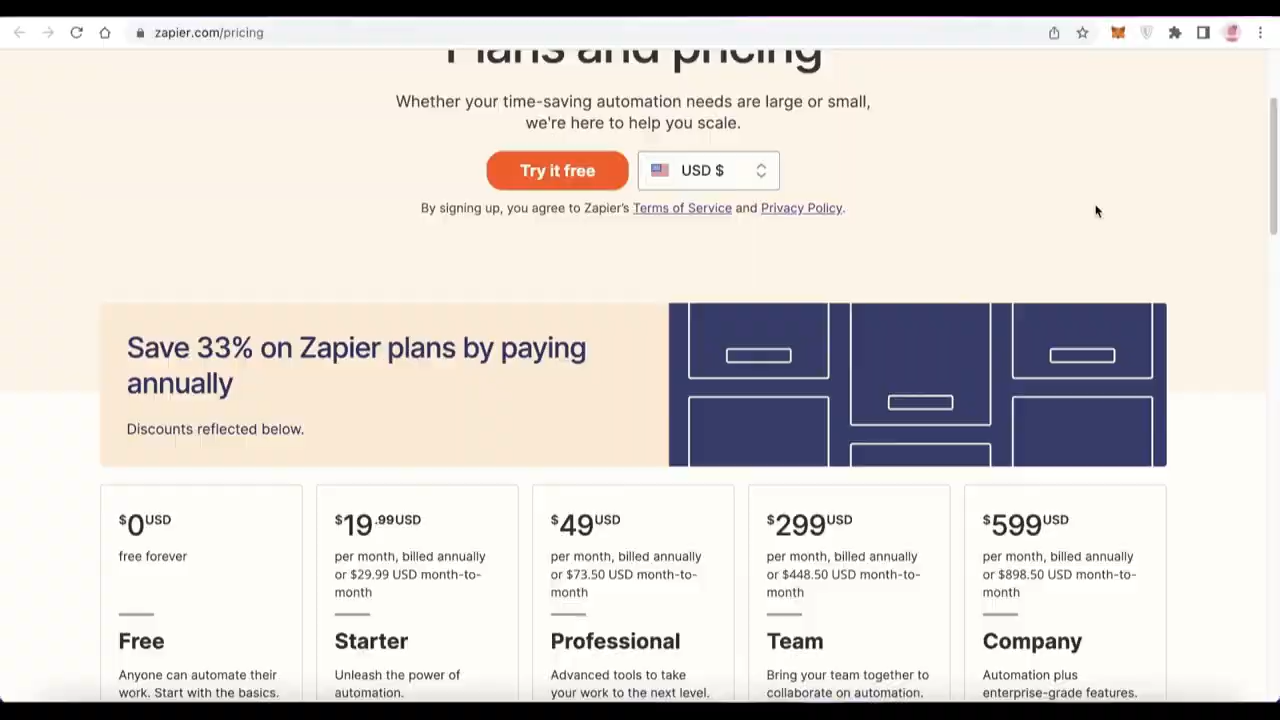 zapier.com/pricing
Plans and pricing
Whether your time-saving automation needs are large or small,
we're here to help you scale.
Try it free
USD $
By signing up, you agree to Zapier's Terms of Service and Privacy Policy.
Save 33% on Zapier plans by paying
annually
Discounts reflected below.
$0USD
free forever
Free
Anyone can automate their
work. Start with the basics.
$19.99USD
per month, billed annually
or $29.99 USD month-to-
month
Starter
Unleash the power of
automation.
$49USD
per month, billed annually
or $73.50 USD month-to-
month
Professional
Advanced tools to take
your work to the next level.
$299USD
per month, billed annually
or $448.50 USD month-to-
month
Team
Bring your team together to
collaborate on automation.
$599USD
per month, billed annually
or $898.50 USD month-to-
month
Company
Automation plus
enterprise-grade features.